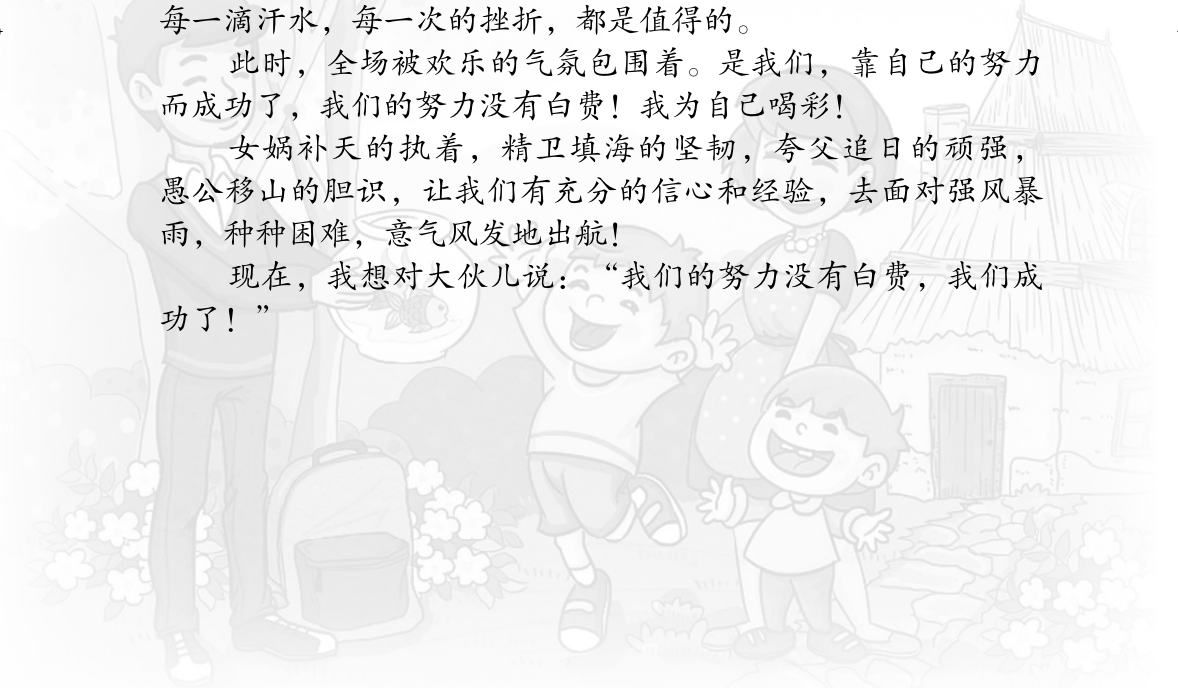 每一滴汗水，每一次的挫折，都是值得的。
此时，全场被欢乐的气氛包围着。是我们，靠自己的努力
而成功了，我们的努力没有白费！我为自己喝彩！
女娲补天的执着，精卫填海的坚韧，夸父追日的顽强，
愚公移山的胆识，让我们有充分的信心和经验，去面对强风暴
雨，种种困难，意气风发地出航！
现在，我想对大伙儿说：“我们的努力没有白费，我们成
功了！”